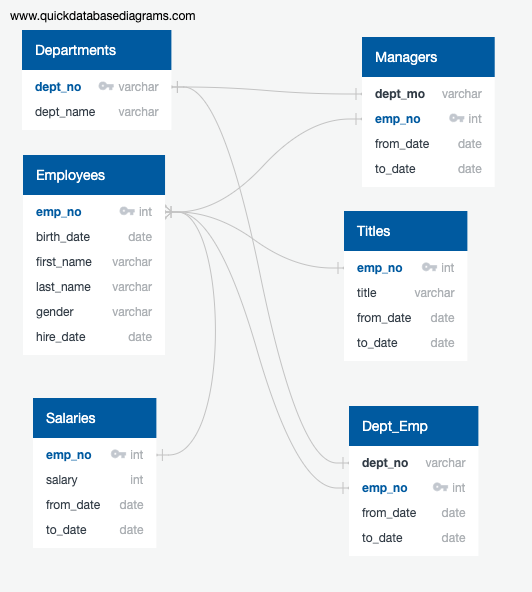 www.quickdatabasediagrams.com
Departments
dept_no varchar
dept_name varchar
Employees
emp_no int
birth_date date
first_name varchar
last_name varchar
gender varchar
hire_date date
Salaries
emp_no int
salary int
from_date date
to_date date
Managers
dept_mo varchar
emp_no int
from_date date
to_date date
Titles
emp_no int
title varchar
from_date date
to_date date
Dept_Emp
dept_no varchar
emp_no int
from_date date
to_date date